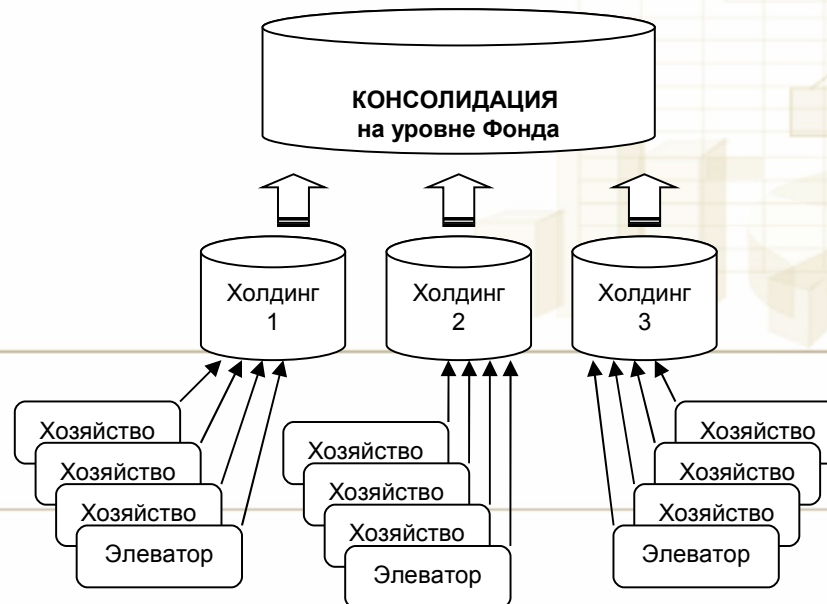 КОНСОЛИДАЦИЯ
на уровне Фонда
Холдинг
1
Холдинг
2
Холдинг
3
Хозяйство
Хозяйство
Хозяйство
Элеватор
Хозяйство
Хозяйство
Хозяйство
Элеватор
Хозяйство
Хозяйство
Хозяйство
Элеватор